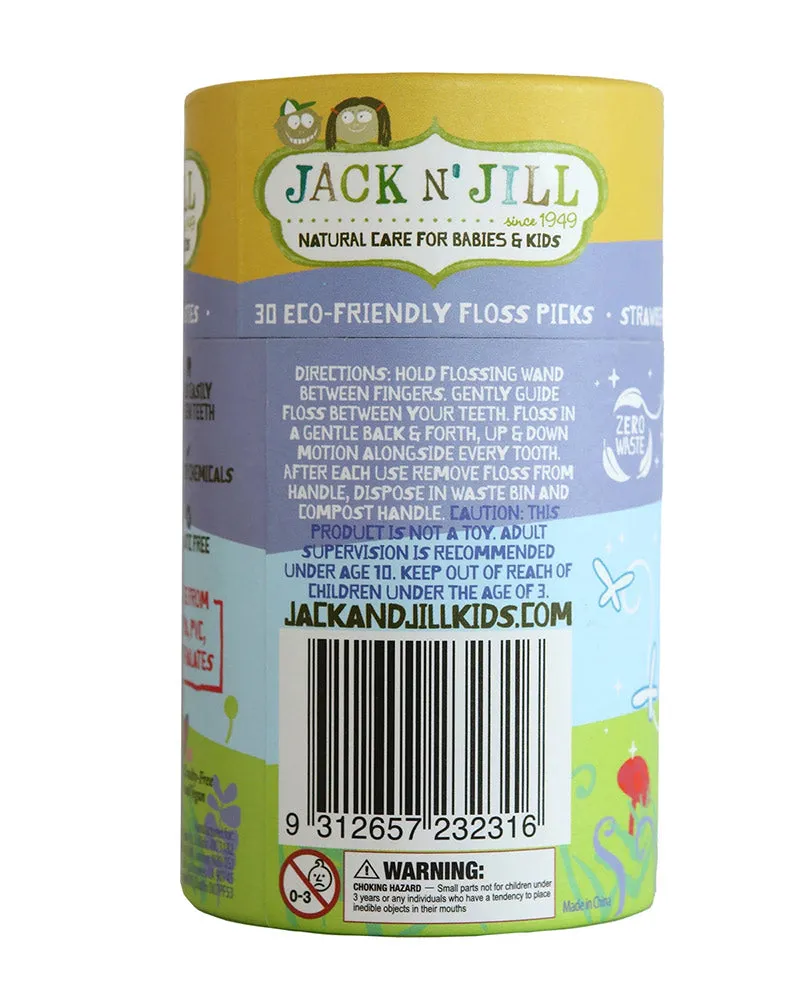 JACK N' JILL
since 1949
NATURAL CARE FOR BABIES & KIDS
30 ECO-FRIENDLY FLOSS PICKS ·
DIRECTIONS: HOLD FLOSSING WAND
BETWEEN FINGERS. GENTLY GUIDE
FLOSS BETWEEN YOUR TEETH. FLOSS IN
A GENTLE BACK & FORTH, UP & DOWN
MOTION ALONGSIDE EVERY TOOTH.
AFTER EACH USE REMOVE FLOSS FROM
HANDLE, DISPOSE IN WASTE BIN AND
COMPOST HANDLE. CAUTION: THIS
PRODUCT IS NOT A TOY. ADULT
SUPERVISION IS RECOMMENDED
UNDER AGE 10. KEEP OUT OF REACH OF
CHILDREN UNDER THE AGE OF 3.
JACKANDJILLKIDS.COM
9 312657 232316
0-3
WARNING:
CHOKING HAZARD — Small parts not for children under
3 years or any individuals who have a tendency to place
inedible objects in their mouths
ZERO
WASTE
Made in China
TEETH
CHEMICALS
FREE
FROM
PVC,